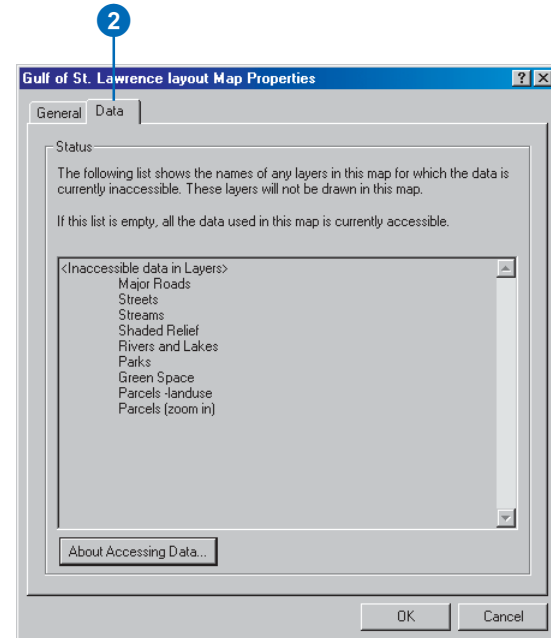 2
Gulf of St. Lawrence layout Map Properties
General Data
Status
The following list shows the names of any layers in this map for which the data is
currently inaccessible. These layers will not be drawn in this map.
If this list is empty, all the data used in this map is currently accessible.
<Inaccessible data in Layers>
Major Roads
Streets
Streams
Shaded Relief
Rivers and Lakes
Parks
Green Space
Parcels -landuse
Parcels (zoom in)
About Accessing Data...
OK Cancel